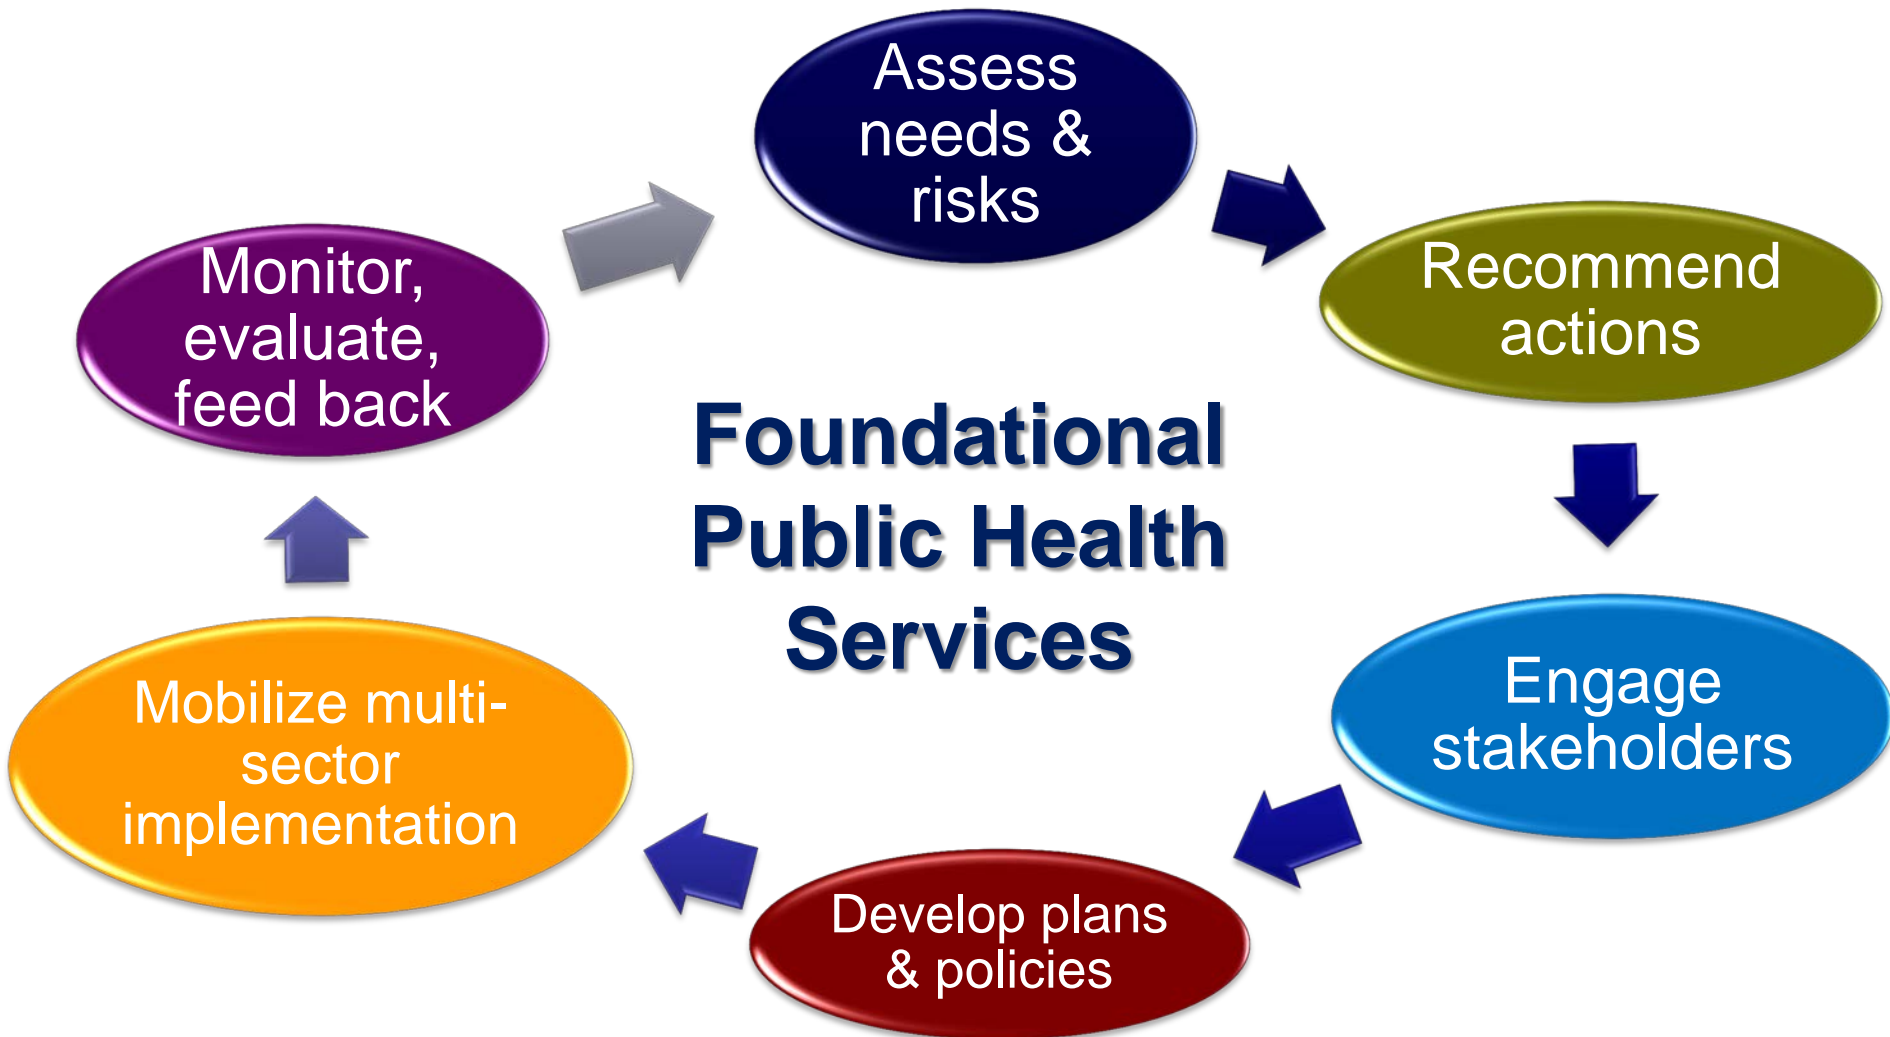 Assess
needs &
risks
Recommend
actions
Engage
stakeholders
Develop plans
& policies
Mobilize multi-
sector
implementation
Monitor,
evaluate,
feed back
Foundational
Public Health
Services